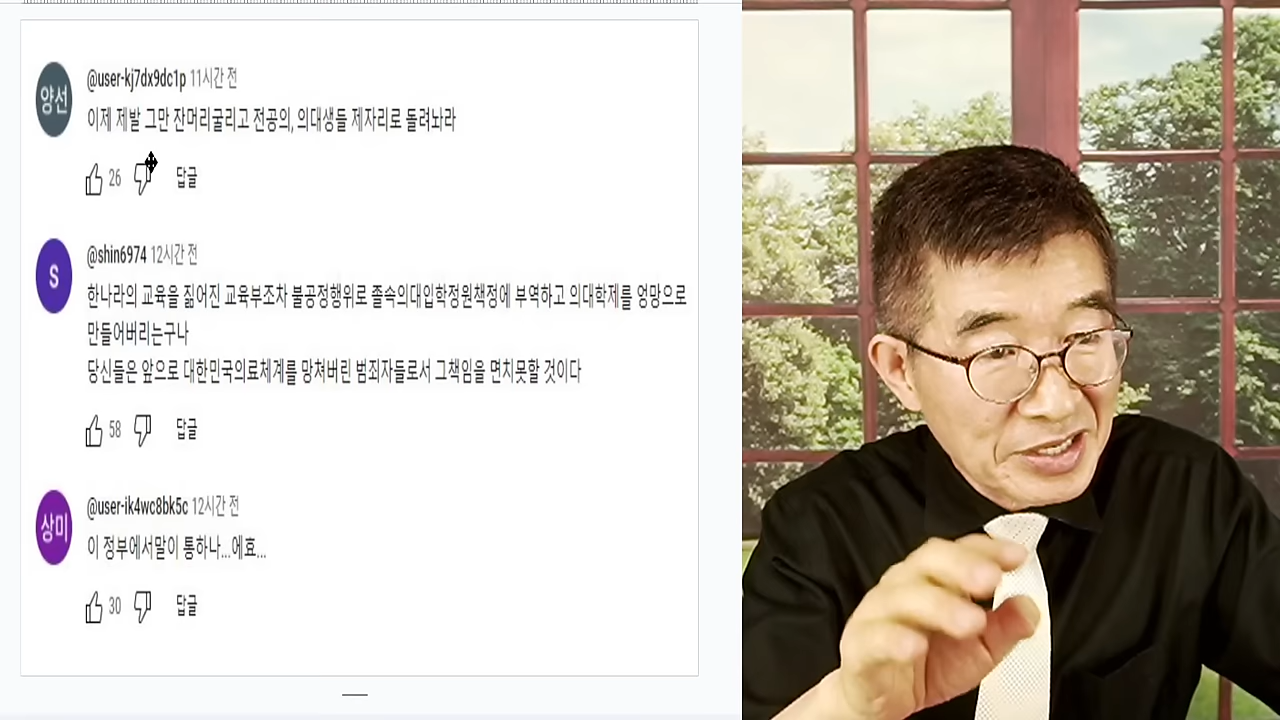 양선
@user-kj7dx9dc1p 11시간 전
이제 제발 그만 잔머리굴리고 전공의, 의대생들 제자리로 돌려놔라
26 답글
S
@shin6974 12시간 전
한나라의 교육을 짊어진 교육부조차 불공정행위로 졸속의대입학정원책정에 부역하고 의대학제를 엉망으로
만들어버리는구나
당신들은 앞으로 대한민국의료체계를 망쳐버린 범죄자들로서 그책임을 면치못할 것이다
58 답글
상미
@user-ik4wc8bk5c 12시간 전
이 정부에서말이 통하나...에효...
30 답글